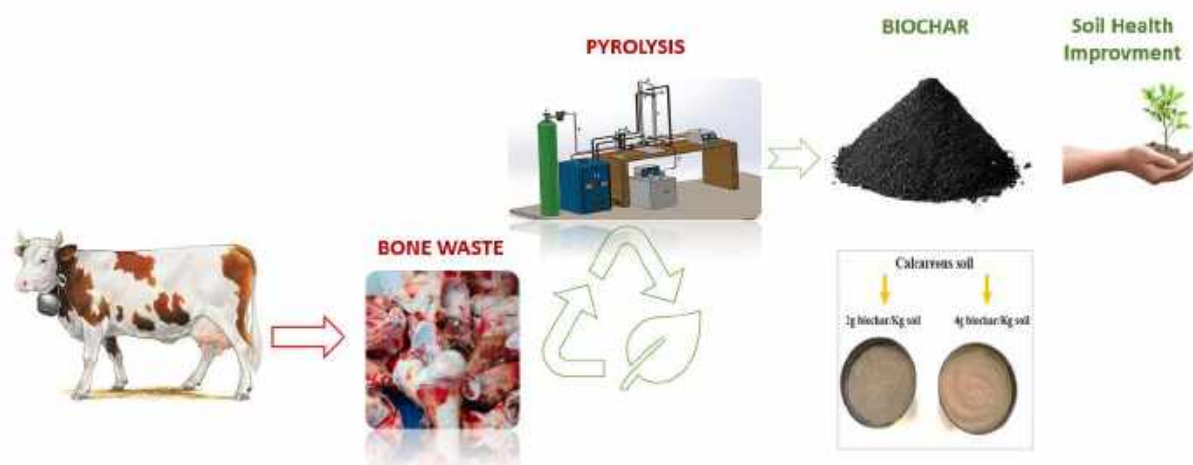 BONE WASTE
PYROLYSIS
BIOCHAR
Soil Health
Improvment
Calcareous soil
2g biochar/Kg soil
4g biochar/Kg soil